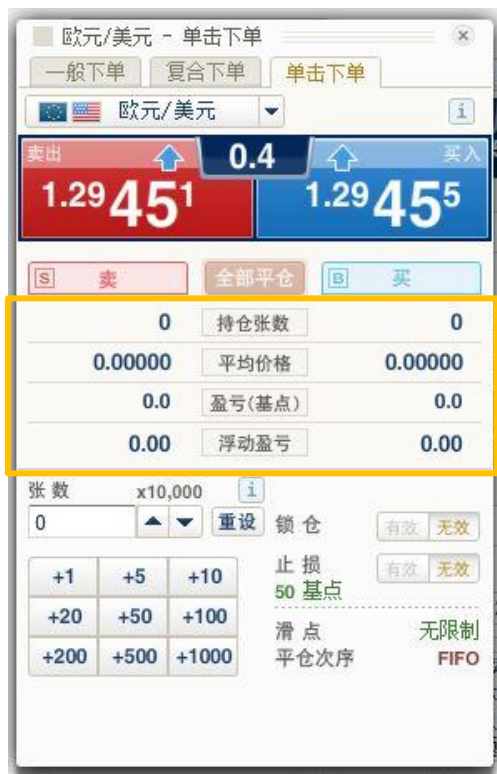 欧元/美元 - 单击下单
一般下单 复合下单 单击下单
欧元/美元 i
卖出 0.4 买入
1.29451 1.29455
S 卖 全部平仓 B 买
0 持仓张数 0
0.00000 平均价格 0.00000
0.0 盈亏(基点) 0.0
0.00 浮动盈亏 0.00
张 数 x10,000 i
0 重设 锁 仓 有效 无效
止 损 有效 无效
50 基点
+1 +5 +10
+20 +50 +100
滑 点 无限制
+200 +500 +1000 平仓次序 FIFO